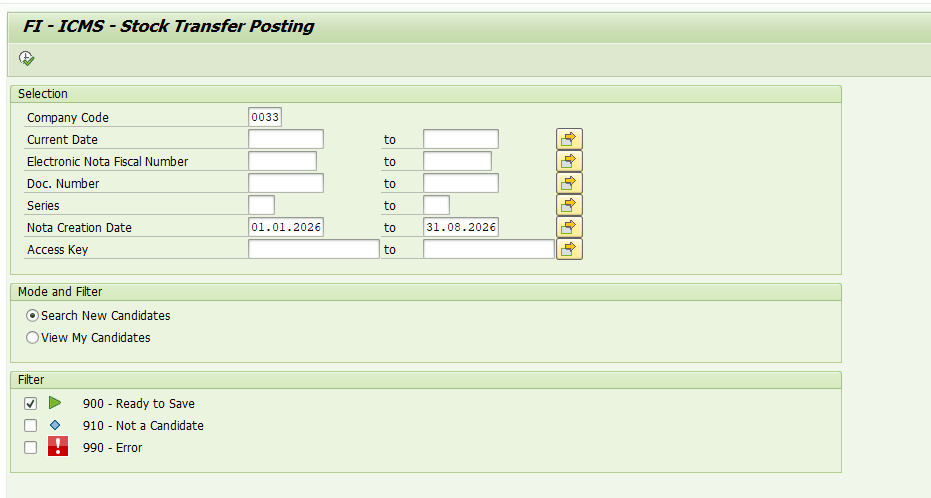 FI - ICMS - Stock Transfer Posting
Selection
Company Code 0033
Current Date to
Electronic Nota Fiscal Number to
Doc. Number to
Series to
Nota Creation Date 01.01.2026 to 31.08.2026
Access Key to
Mode and Filter
Search New Candidates
View My Candidates
Filter
900 - Ready to Save
910 - Not a Candidate
990 - Error